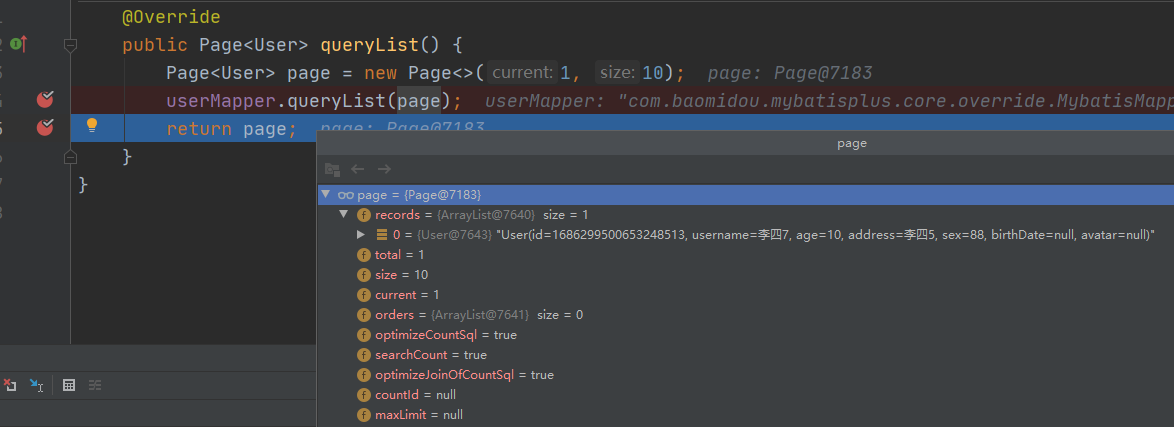 @Override
public Page<User> queryList() {
Page<User> page = new Page<>( current: 1, size: 10); page: Page@7183
userMapper.queryList(page); userMapper: "com.baomidou.mybatisplus.core.override.MybatisMapp
return page; page: Page@7183
}
}
page
page = {Page@7183}
records = {ArrayList@7640} size = 1
0 = {User@7643} "User(id=1686299500653248513, username=李四7, age=10, address=李四5, sex=88, birthDate=null, avatar=null)"
total = 1
size = 10
current = 1
orders = {ArrayList@7641} size = 0
optimizeCountSql = true
searchCount = true
optimizeJoinOfCountSql = true
countId = null
maxLimit = null